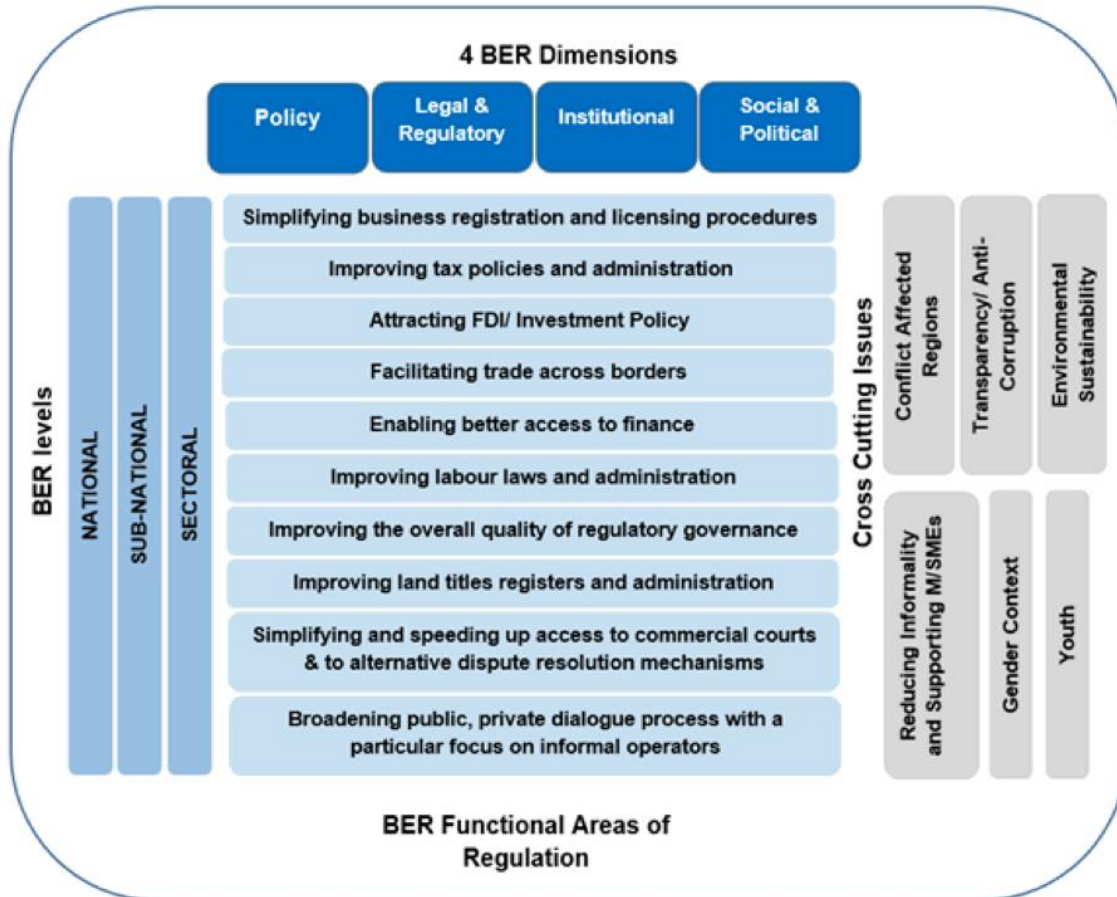 4 BER Dimensions
Policy
Legal &
Regulatory
Institutional
Social &
Political
BER levels
NATIONAL
SUB-NATIONAL
SECTORAL
Simplifying business registration and licensing procedures
Improving tax policies and administration
Attracting FDI/ Investment Policy
Facilitating trade across borders
Enabling better access to finance
Improving labour laws and administration
Improving the overall quality of regulatory governance
Improving land titles registers and administration
Simplifying and speeding up access to commercial courts
& to alternative dispute resolution mechanisms
Broadening public, private dialogue process with a
particular focus on informal operators
Cross Cutting Issues
Conflict Affected
Regions
Transparency/ Anti-
Corruption
Environmental
Sustainability
Reducing Informality
and Supporting M/SMEs
Gender Context
Youth
BER Functional Areas of
Regulation